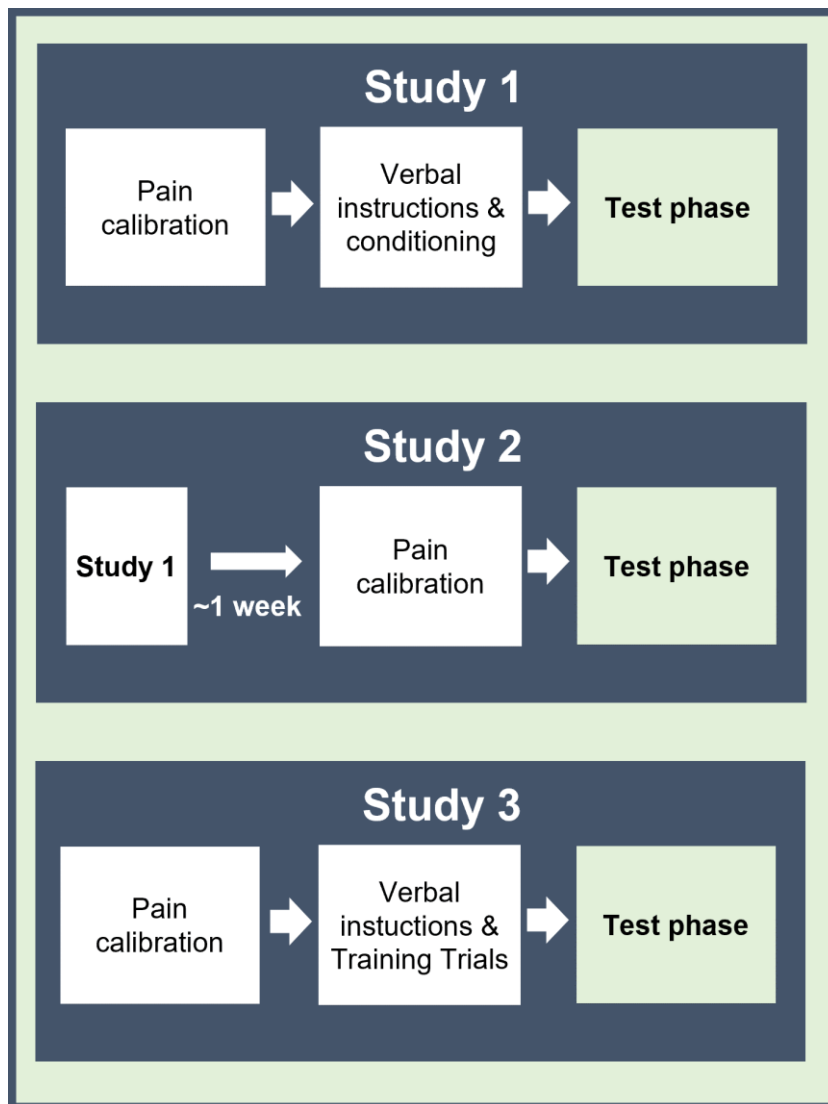 Study 1
Pain
calibration
Verbal
instructions &
conditioning
Test phase
Study 2
Study 1
~1 week
Pain
calibration
Test phase
Study 3
Pain
calibration
Verbal
instuctions &
Training Trials
Test phase